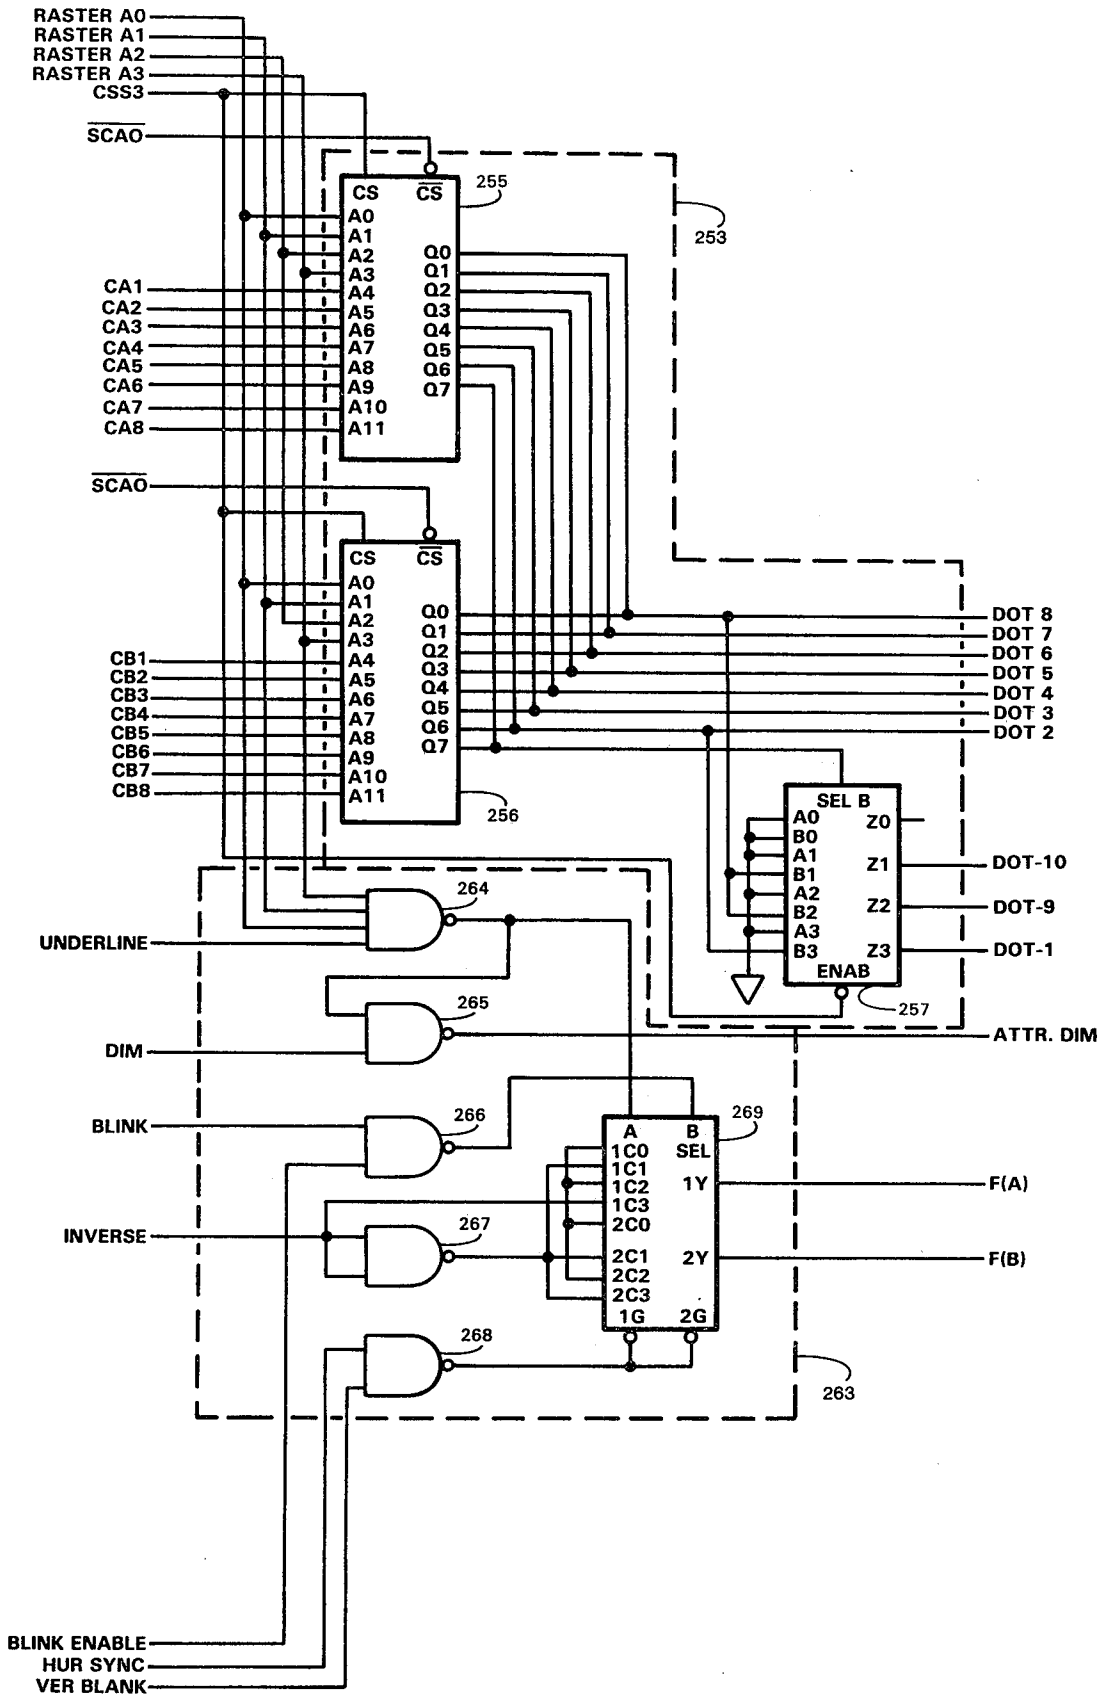 RASTER A0
RASTER A1
RASTER A2
RASTER A3
CSS3
SCAO
255
253
CS CS
A0
A1
A2
A3
A4
A5
A6
A7
A8
A9
A10
A11
Q0
Q1
Q2
Q3
Q4
Q5
Q6
Q7
CA1
CA2
CA3
CA4
CA5
CA6
CA7
CA8
SCAO
CS CS
A0
A1
A2
A3
A4
A5
A6
A7
A8
A9
A10
A11
Q0
Q1
Q2
Q3
Q4
Q5
Q6
Q7
CB1
CB2
CB3
CB4
CB5
CB6
CB7
CB8
256
DOT 8
DOT 7
DOT 6
DOT 5
DOT 4
DOT 3
DOT 2
SEL B
A0
B0
A1
B1
A2
B2
A3
B3
Z0
Z1
Z2
Z3
ENAB
257
DOT-10
DOT-9
DOT-1
264
UNDERLINE
265
DIM
ATTR. DIM
BLINK
266
269
A B
SEL
1C0
1C1
1C2
1C3
2C0
2C1
2C2
2C3
1Y
2Y
1G 2G
F(A)
F(B)
INVERSE
267
268
263
BLINK ENABLE
HUR SYNC
VER BLANK